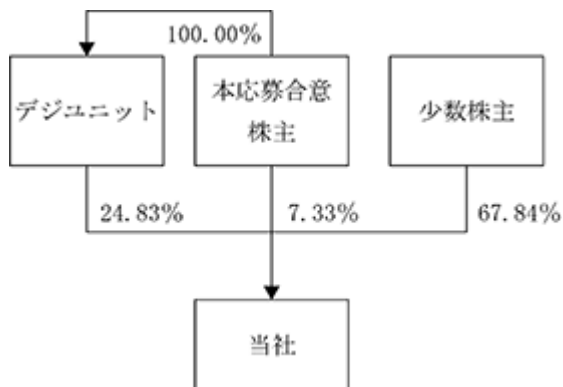 100.00%
デジユニット
本応募合意
株主
少数株主
24.83%
7.33%
67.84%
当社